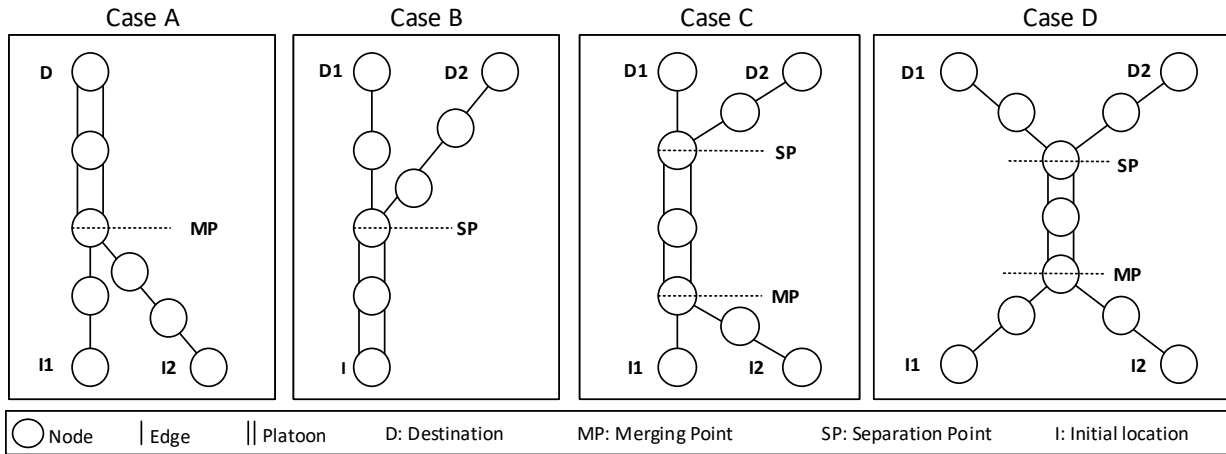 Case A
Case B
Case C
Case D
D
MP
I1
I2
D1
D2
SP
I
D1
D2
SP
MP
I1
I2
D1
D2
SP
MP
I1
I2
Node
Edge
Platoon
D: Destination
MP: Merging Point
SP: Separation Point
I: Initial location